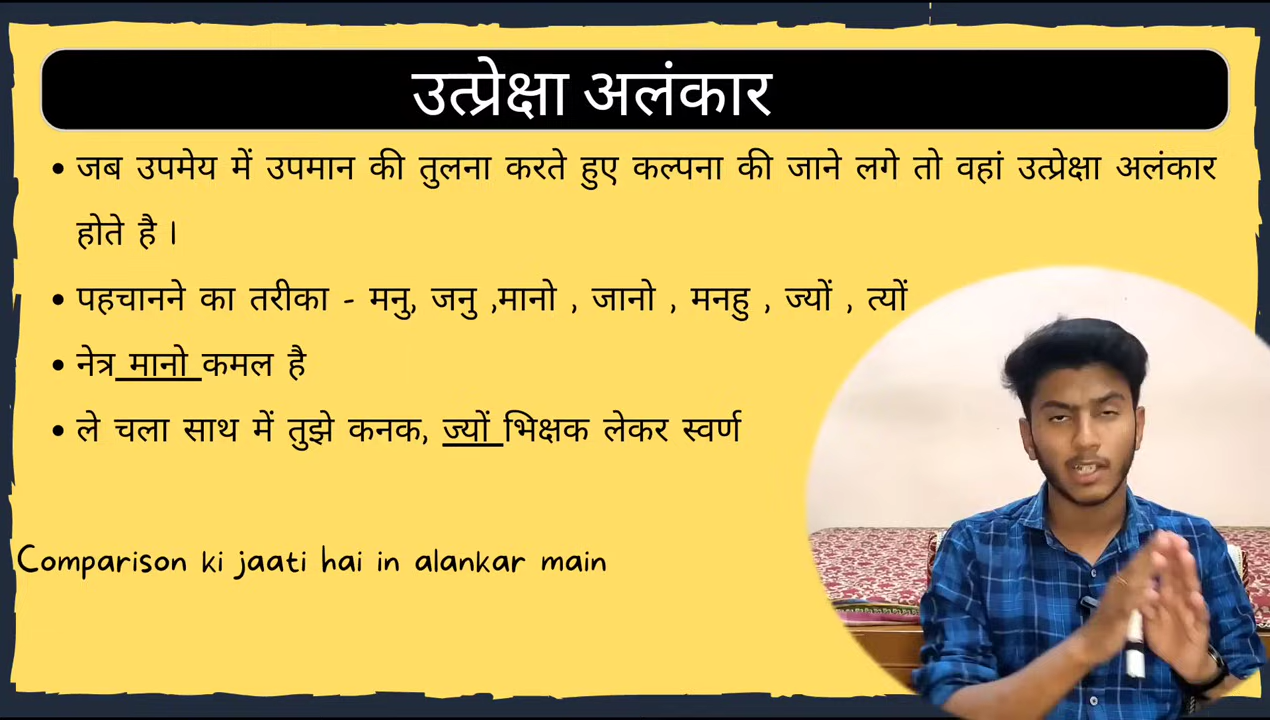 उत्प्रेक्षा अलंकार
• जब उपमेय में उपमान की तुलना करते हुए कल्पना की जाने लगे तो वहां उत्प्रेक्षा अलंकार
होते है ।
• पहचानने का तरीका - मनु, जनु ,मानो , जानो , मनहु , ज्यों , त्यों
• नेत्र मानो कमल है
• ले चला साथ में तुझे कनक, ज्यों भिक्षक लेकर स्वर्ण
Comparison ki jaati hai in alankar main